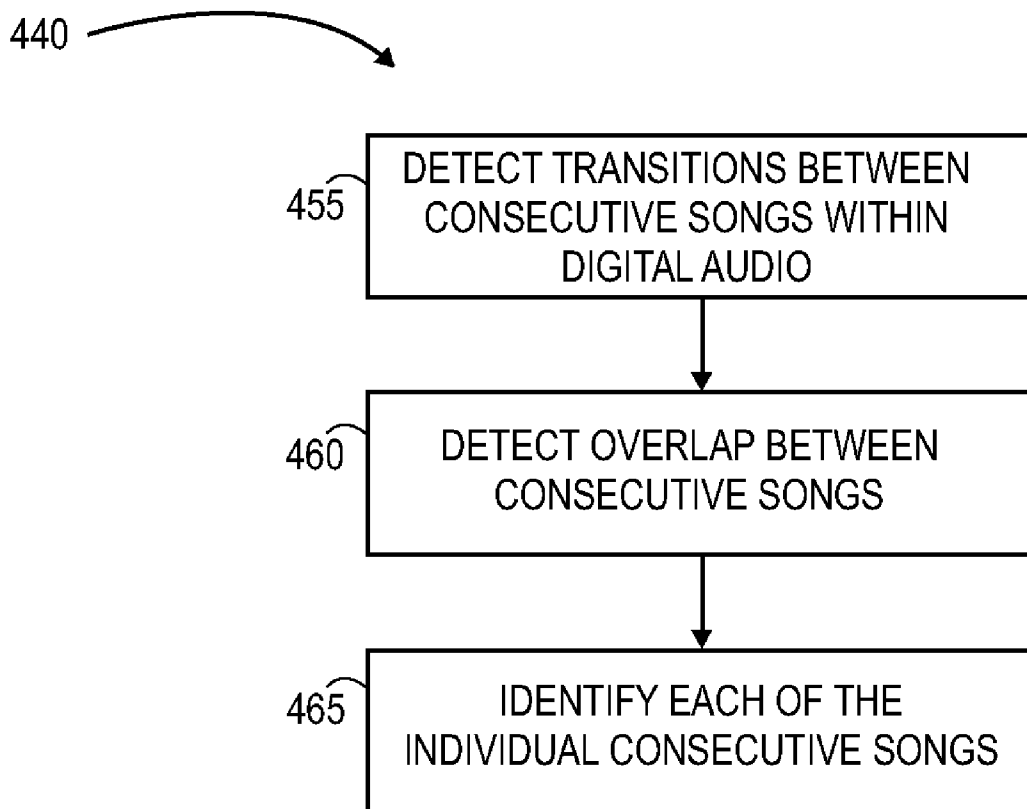 440
455
DETECT TRANSITIONS BETWEEN
CONSECUTIVE SONGS WITHIN
DIGITAL AUDIO
460
DETECT OVERLAP BETWEEN
CONSECUTIVE SONGS
465
IDENTIFY EACH OF THE
INDIVIDUAL CONSECUTIVE SONGS